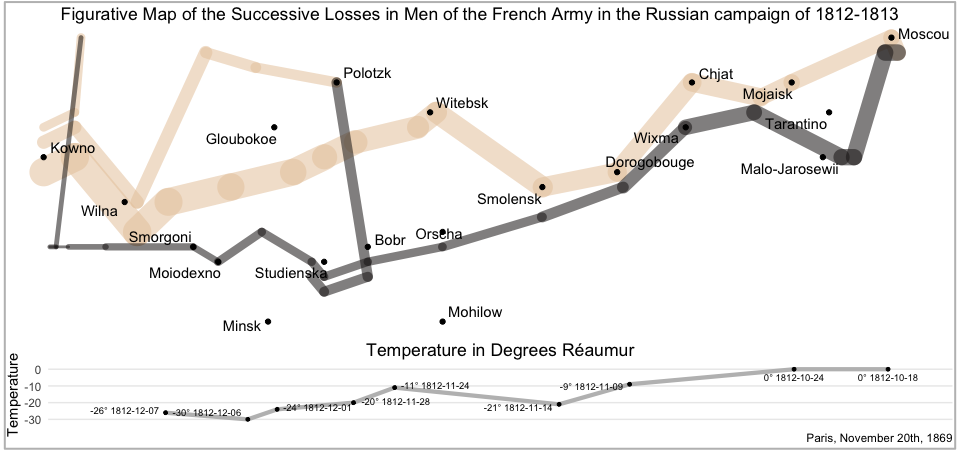 Figurative Map of the Successive Losses in Men of the French Army in the Russian campaign of 1812-1813
Moscou
Polotzk
Chjat
Mojaisk
Witebsk
Tarantino
Gloubokoe
Wixma
Kowno
Dorogobouge
Malo-Jarosewii
Smolensk
Wilna
Smorgoni
Bobr
Orscha
Moiodexno
Studienska
Mohilow
Minsk
Temperature in Degrees Réaumur
Temperature
0
-10
-20
-30
-26° 1812-12-07
-30° 1812-12-06
-24° 1812-12-01
-20° 1812-11-28
-11° 1812-11-24
-21° 1812-11-14
-9° 1812-11-09
0° 1812-10-24
0° 1812-10-18
Paris, November 20th, 1869